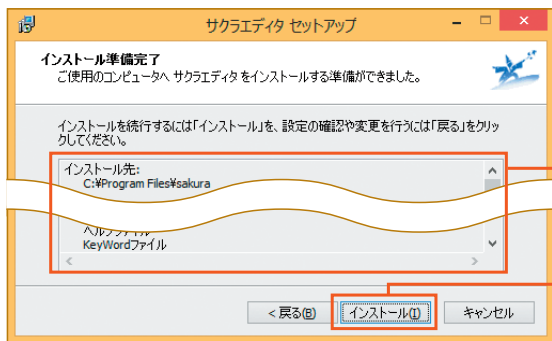 サクラエディタ セットアップ
インストール準備完了
ご使用のコンピュータへ サクラエディタ をインストールする準備ができました。
インストールを続行するには「インストール」を、設定の確認や変更を行うには「戻る」をクリッ
クしてください。
インストール先:
C:¥Program Files¥sakura
ヘルプファイル
KeyWordファイル
< 戻る(B)
インストール(I)
キャンセル